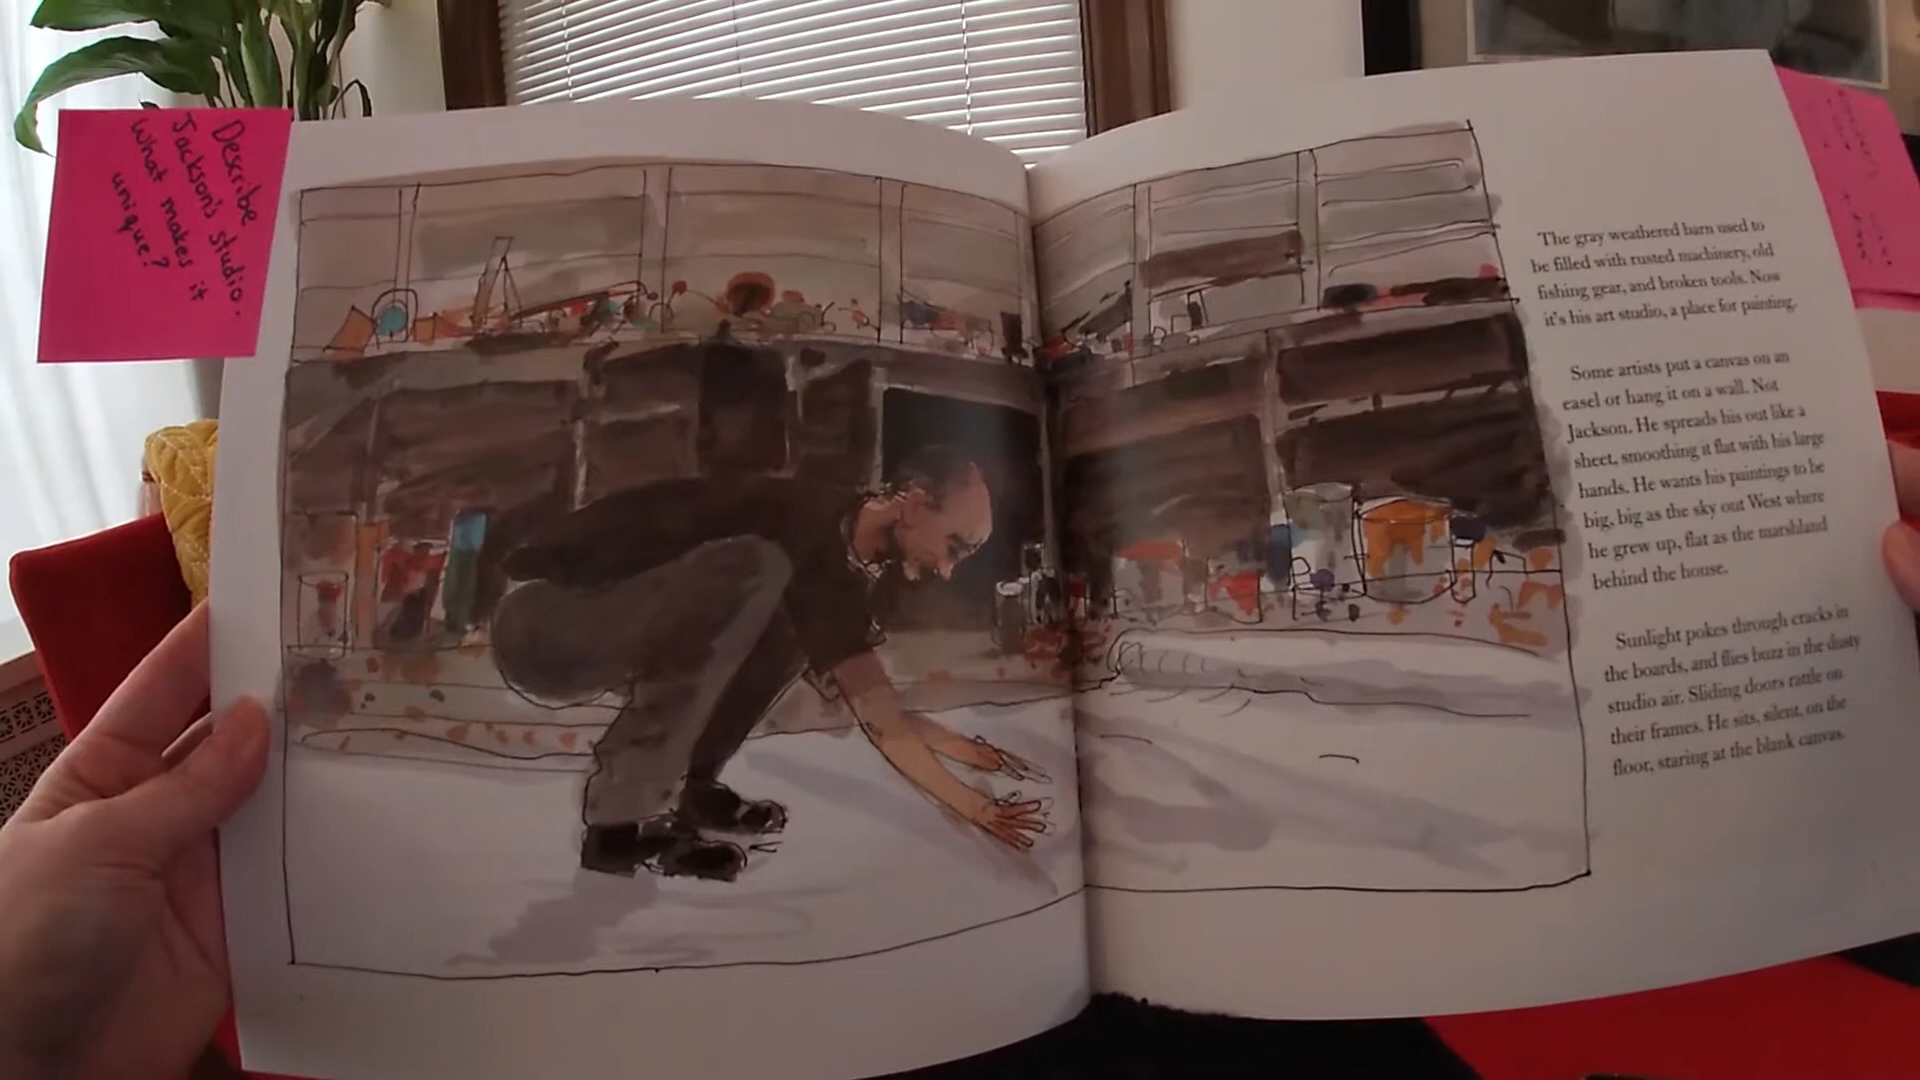 Describe
Jackson's studio.
What makes it
unique?
The gray weathered barn used to
be filled with rusted machinery, old
fishing gear, and broken tools. Now
it's his art studio, a place for painting.
Some artists put a canvas on an
easel or hang it on a wall. Not
Jackson. He spreads his out like a
sheet, smoothing it flat with his large
hands. He wants his paintings to be
big, big as the sky out West where
he grew up, flat as the marshland
behind the house.
Sunlight pokes through cracks in
the boards, and flies buzz in the dusty
studio air. Sliding doors rattle on
their frames. He sits, silent, on the
floor, staring at the blank canvas.